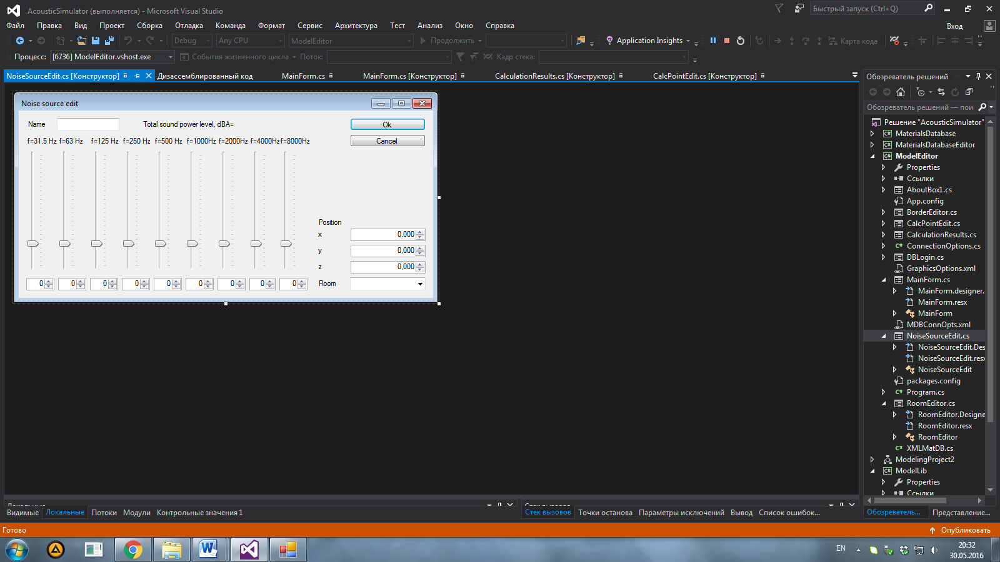 AcousticSimulator (выполняется) - Microsoft Visual Studio
Быстрый запуск (Ctrl+Q)
Файл Правка Вид Проект Сборка Отладка Команда Формат Сервис Архитектура Тест Анализ Окно Справка
Вход
Debug Any CPU ModelEditor Продолжить Application Insights Карта кода
Процесс: [6736] ModelEditor.vshost.exe События жизненного цикла Поток: Кадр стека:
NoiseSourceEdit.cs [Конструктор] Дизассемблированный код MainForm.cs MainForm.cs [Конструктор] CalculationResults.cs [Конструктор] CalcPointEdit.cs [Конструктор]
Noise source edit
Name Total sound power level, dBA= Ok
f=31,5 Hz f=63 Hz f=125 Hz f=250 Hz f=500 Hz f=1000Hz f=2000Hz f=4000Hz f=8000Hz Cancel
Position
x 0,000
y 0,000
z 0,000
0 0 0 0 0 0 0 0 0 Room
Обозреватель решений
Обозреватель решений — пои
Решение "AcousticSimulator"
MaterialsDatabase
MaterialsDatabaseEditor
ModelEditor
Properties
Ссылки
AboutBox1.cs
App.config
BorderEditor.cs
CalcPointEdit.cs
CalculationResults.cs
ConnectionOptions.cs
DBLogin.cs
GraphicsOptions.xml
MainForm.cs
MainForm.designer.
MainForm.resx
MainForm
MDBConnOpts.xml
NoiseSourceEdit.cs
NoiseSourceEdit.Des
NoiseSourceEdit.resx
NoiseSourceEdit
packages.config
Program.cs
RoomEditor.cs
RoomEditor.Designe
RoomEditor.resx
RoomEditor
XMLMatDB.cs
ModelingProject2
ModelLib
Properties
Ссылки
Локальные Стек вызовов
Видимые Локальные Потоки Модули Контрольные значения 1 Стек вызовов Точки останова Параметры исключений Вывод Список ошибок... Обозреватель... Представление...
Готово Опубликовать
EN 20:32
30.05.2016